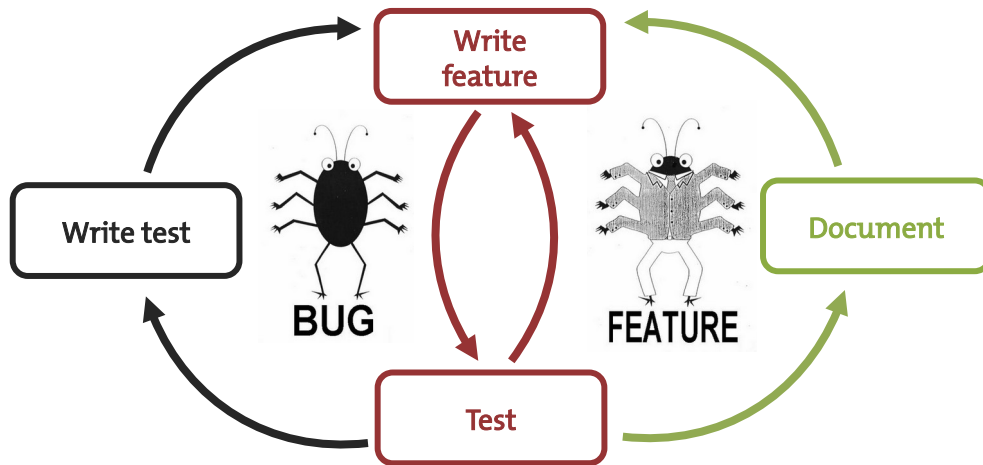 Write
feature
Write test
Document
BUG
FEATURE
Test